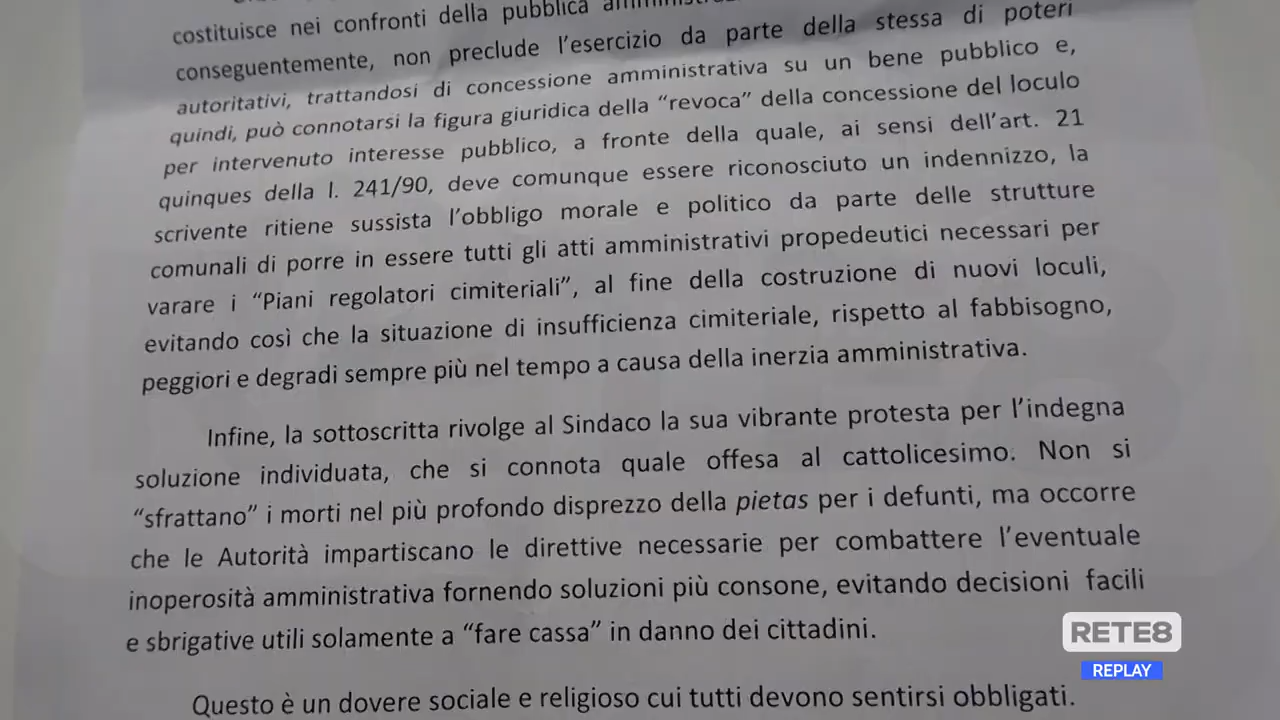 costituisce nei confronti della pubblica
conseguentemente, non preclude l'esercizio da parte della stessa di poteri
autoritativi, trattandosi di concessione amministrativa su un bene pubblico e,
quindi, può connotarsi la figura giuridica della "revoca" della concessione del loculo
per intervenuto interesse pubblico, a fronte della quale, ai sensi dell'art. 21
quinques della l. 241/90, deve comunque essere riconosciuto un indennizzo, la
scrivente ritiene sussista l'obbligo morale e politico da parte delle strutture
comunali di porre in essere tutti gli atti amministrativi propedeutici necessari per
varare i "Piani regolatori cimiteriali", al fine della costruzione di nuovi loculi,
evitando così che la situazione di insufficienza cimiteriale, rispetto al fabbisogno,
peggiori e degradi sempre più nel tempo a causa della inerzia amministrativa.
Infine, la sottoscritta rivolge al Sindaco la sua vibrante protesta per l'indegna
soluzione individuata, che si connota quale offesa al cattolicesimo. Non si
"sfrattano" i morti nel più profondo disprezzo della pietas per i defunti, ma occorre
che le Autorità impartiscano le direttive necessarie per combattere l'eventuale
inoperosità amministrativa fornendo soluzioni più consone, evitando decisioni facili
e sbrigative utili solamente a "fare cassa" in danno dei cittadini.
Questo è un dovere sociale e religioso cui tutti devono sentirsi obbligati.
RETE8
REPLAY